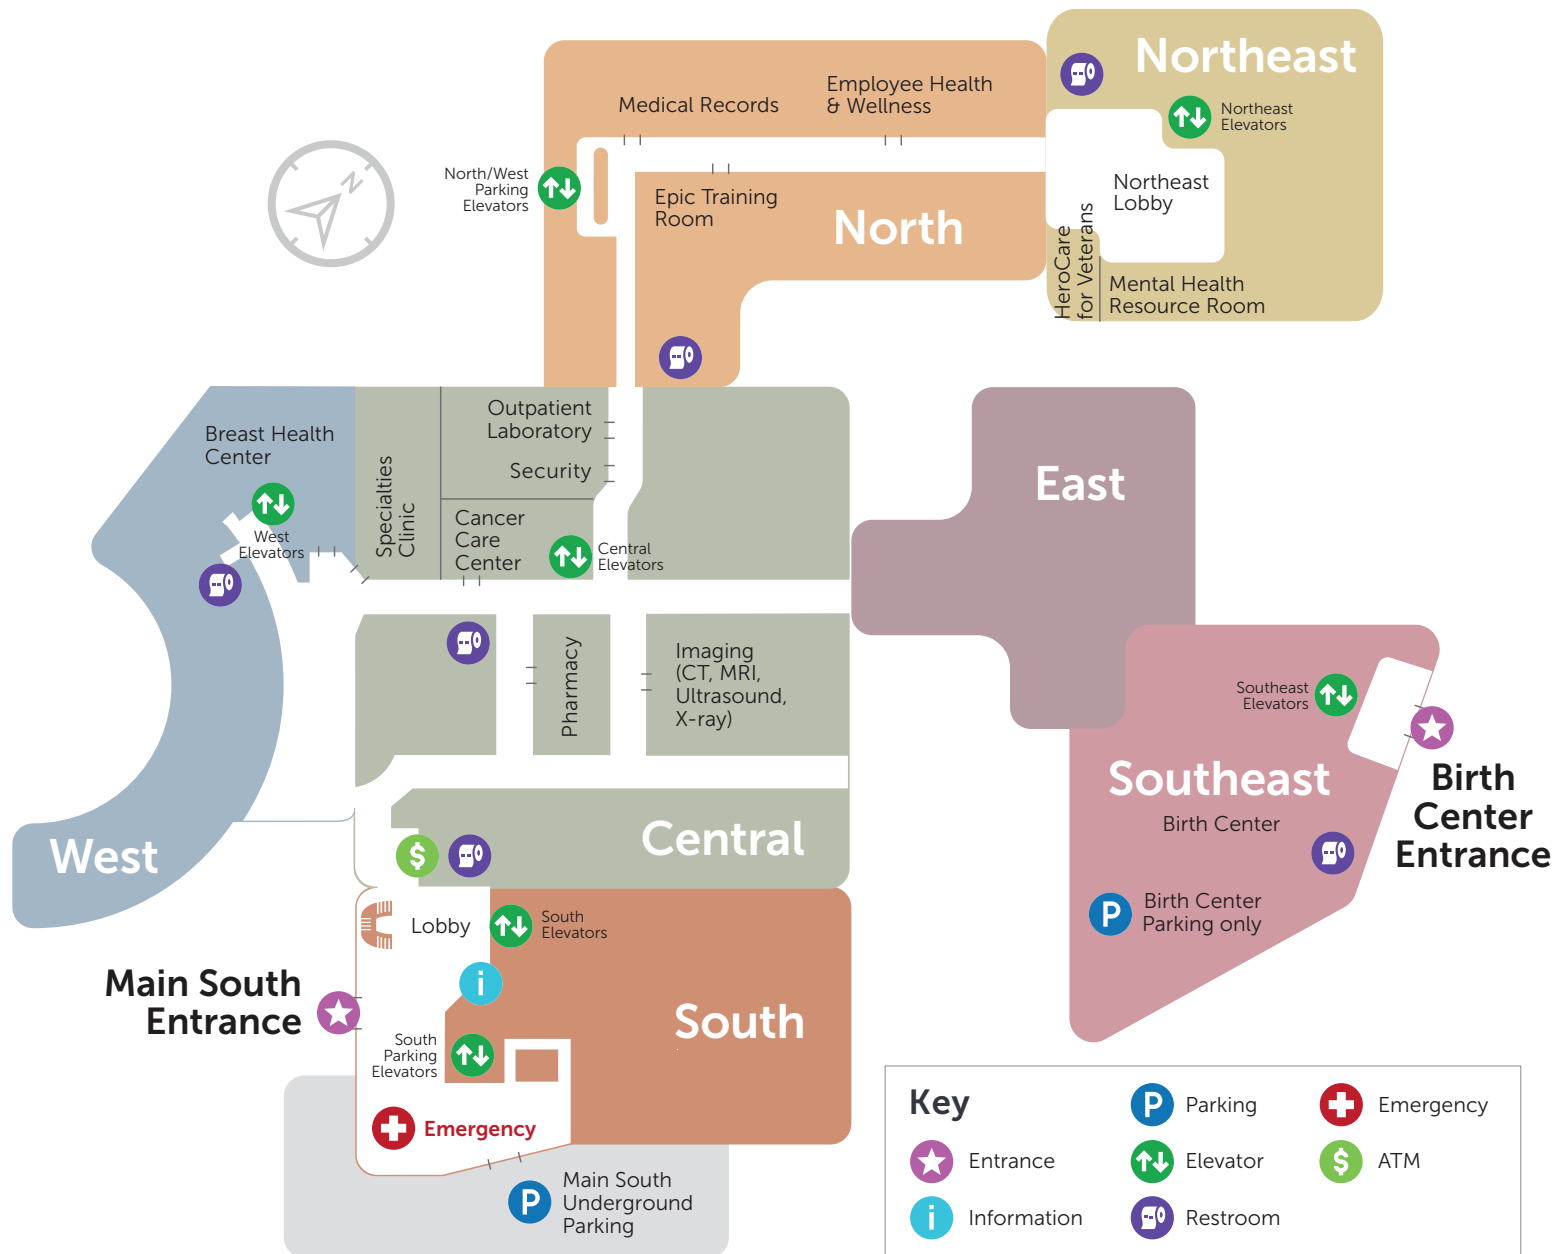 Northeast
Northeast
Elevators
Northeast
Lobby
HeroCare
for Veterans
Mental Health
Resource Room
Medical Records
Employee Health
& Wellness
North/West
Parking
Elevators
Epic Training
Room
North
N
Breast Health
Center
West
Elevators
Specialties
Clinic
Outpatient
Laboratory
Security
Cancer
Care
Center
Central
Elevators
East
Pharmacy
Imaging
(CT, MRI,
Ultrasound,
X-ray)
Southeast
Elevators
Southeast
Birth Center
Birth
Center
Entrance
P
Birth Center
Parking only
West
Central
$
Lobby
South
Elevators
i
Main South
Entrance
South
South
Parking
Elevators
Emergency
P
Main South
Underground
Parking
Key
P Parking
Emergency
Entrance
Elevator
$ ATM
i Information
Restroom